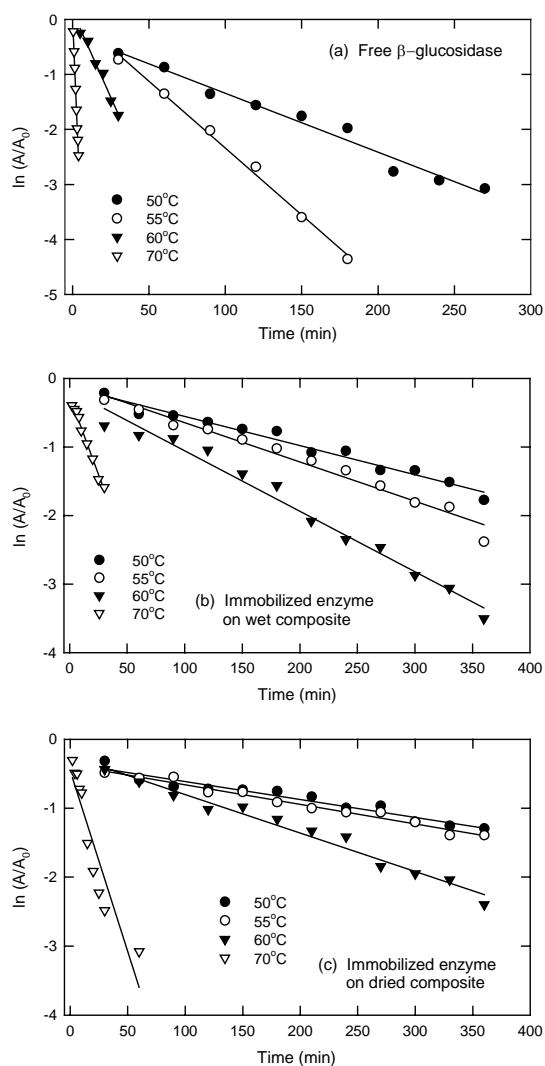 0
-1
-2
-3
-4
-5
ln (A/A₀)
(a) Free β−glucosidase
50°C
55°C
60°C
70°C
0 50 100 150 200 250 300
Time (min)
0
-1
-2
-3
-4
ln (A/A₀)
50°C
55°C
60°C
70°C
(b) Immobilized enzyme
on wet composite
0 50 100 150 200 250 300 350 400
Time (min)
0
-1
-2
-3
-4
ln (A/A₀)
50°C
55°C
60°C
70°C
(c) Immobilized enzyme
on dried composite
0 50 100 150 200 250 300 350 400
Time (min)